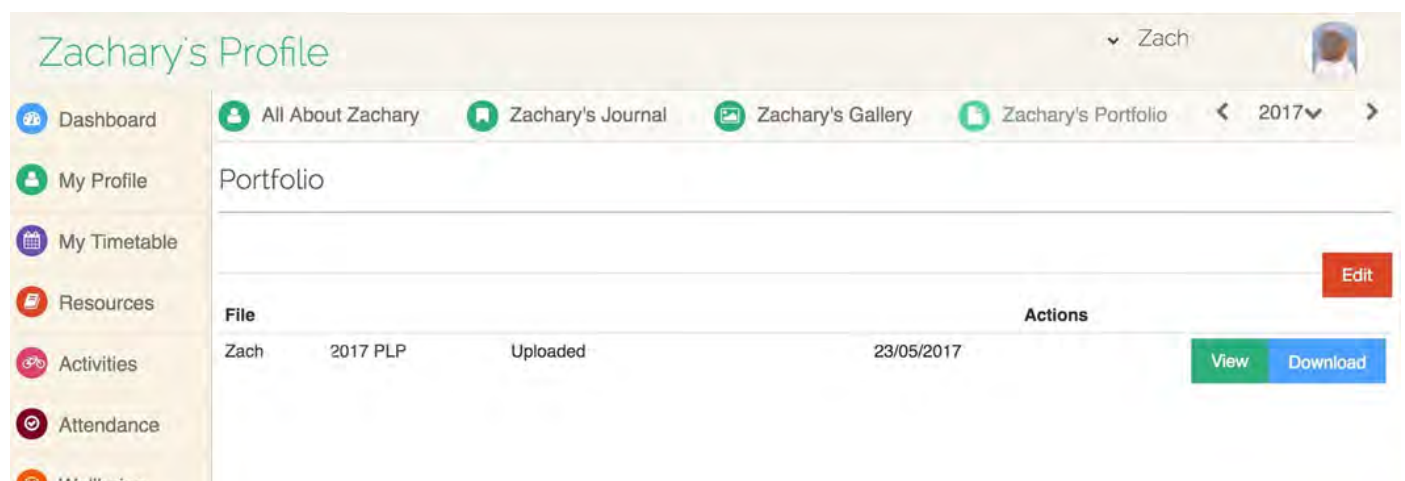 Zachary's Profile
Zach
Dashboard
My Profile
My Timetable
Resources
Activities
Attendance
All About Zachary Zachary's Journal Zachary's Gallery Zachary's Portfolio 2017
Portfolio
Edit
File Actions
Zach 2017 PLP Uploaded 23/05/2017 View Download